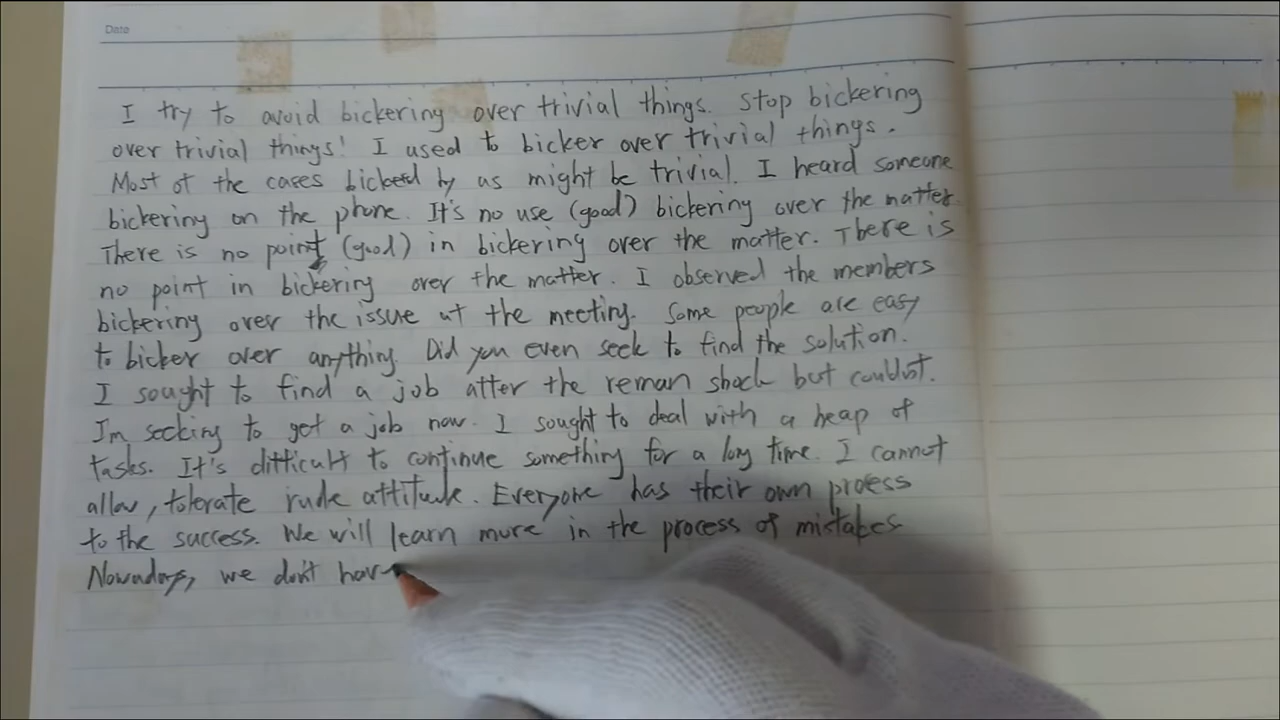 Date
I try to avoid bickering over trivial things. Stop bickering
over trivial things! I used to bicker over trivial things.
Most of the cases bickered by us might be trivial. I heard someone
bickering on the phone. It's no use (good) bickering over the matter.
There is no point (good) in bickering over the matter. There is
no point in bickering over the matter. I observed the members
bickering over the issue at the meeting. Some people are easy
to bicker over anything. Did you even seek to find the solution.
I sought to find a job after the reman shock but couldn't.
I'm seeking to get a job now. I sought to deal with a heap of
tasks. It's difficult to continue something for a long time. I cannot
allow, tolerate rude attitude. Everyone has their own process
to the success. We will learn more in the process of mistakes
Nowadays, we don't hav